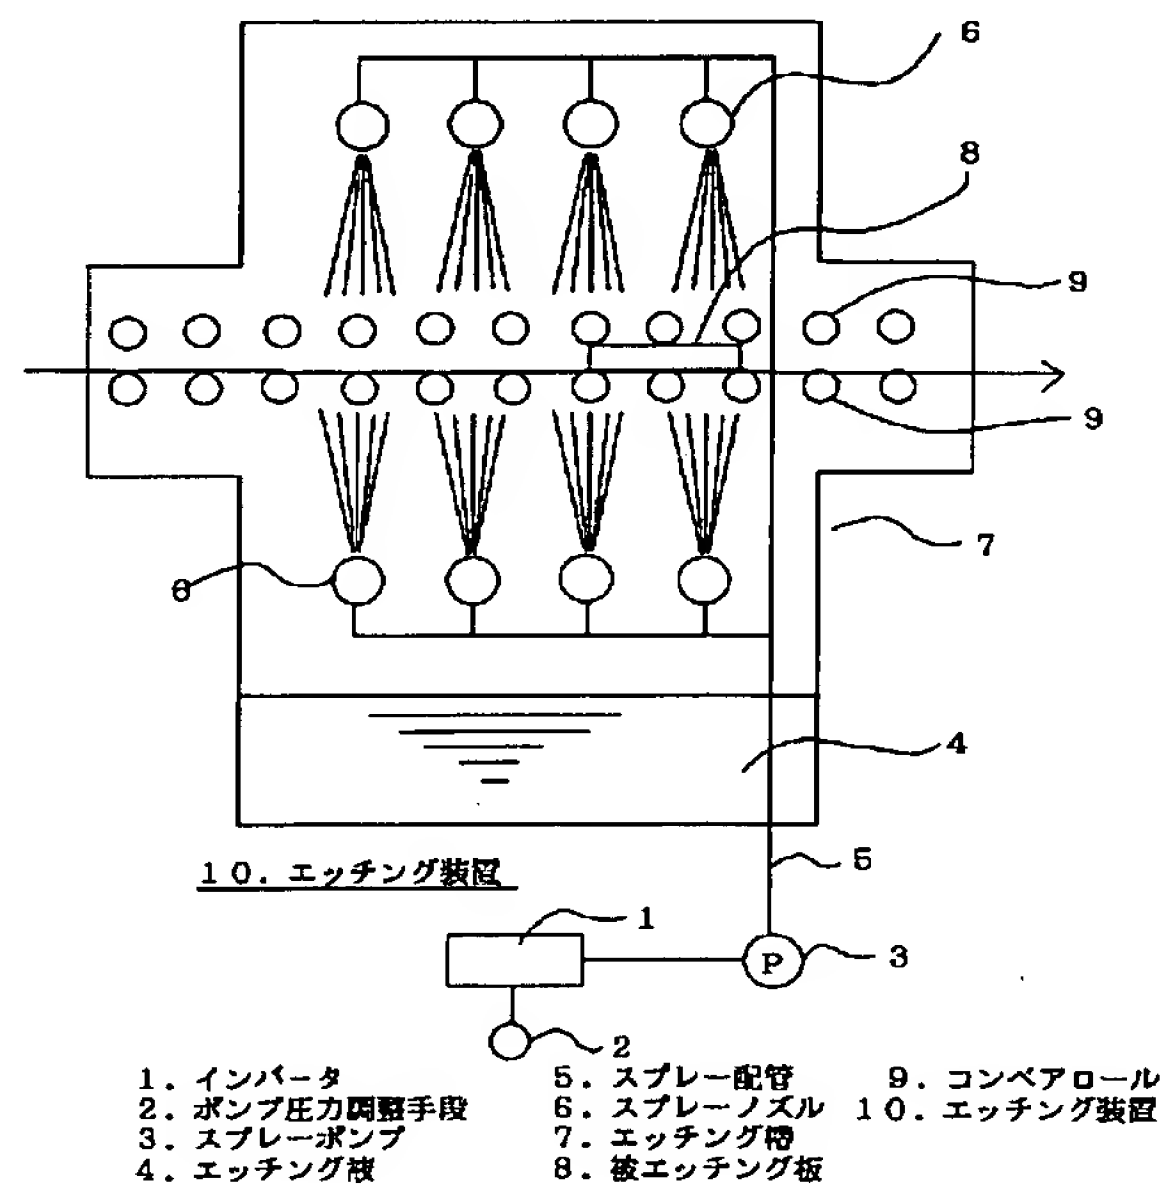 6
8
9
9
7
6
4
10．エッチング装置
5
1
P
3
2
1．インバータ 5．スプレー配管 9．コンベアロール
2．ポンプ圧力調整手段 6．スプレーノズル 10．エッチング装置
3．スプレーポンプ 7．エッチング槽
4．エッチング液 8．被エッチング板